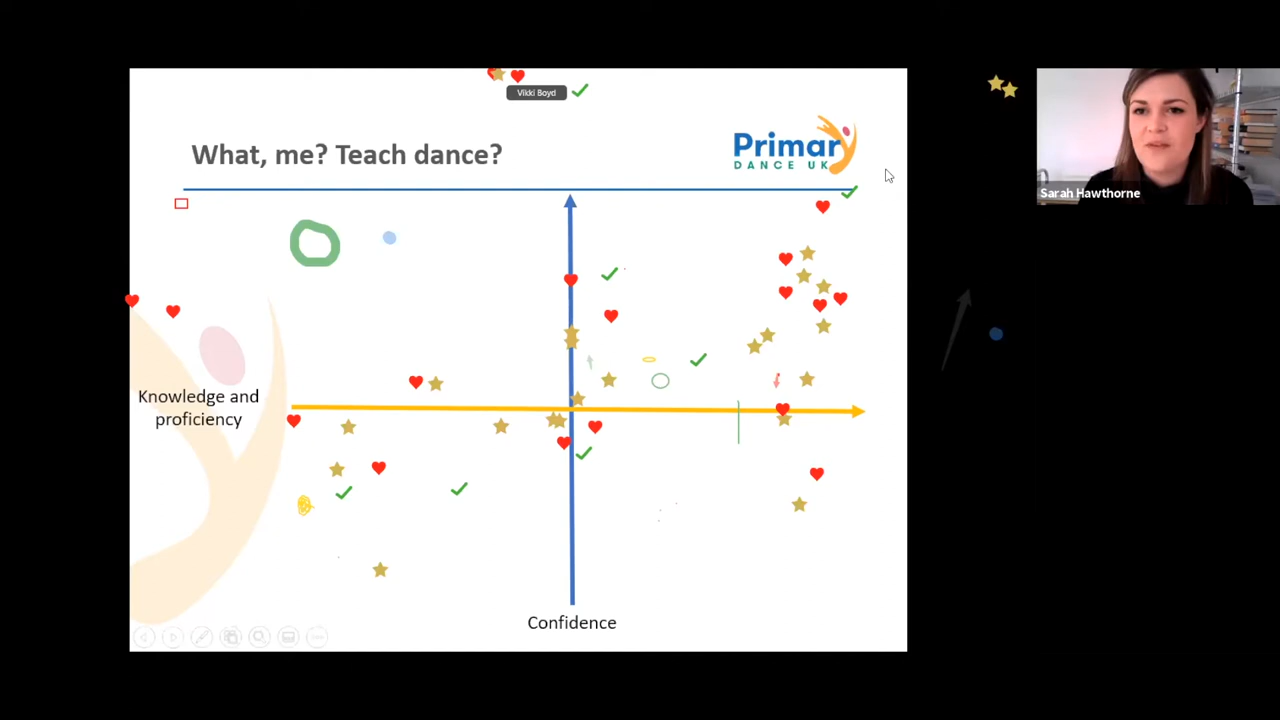 Vikki Boyd
What, me? Teach dance?
Primary
DANCE UK
Sarah Hawthorne
Knowledge and
proficiency
Confidence